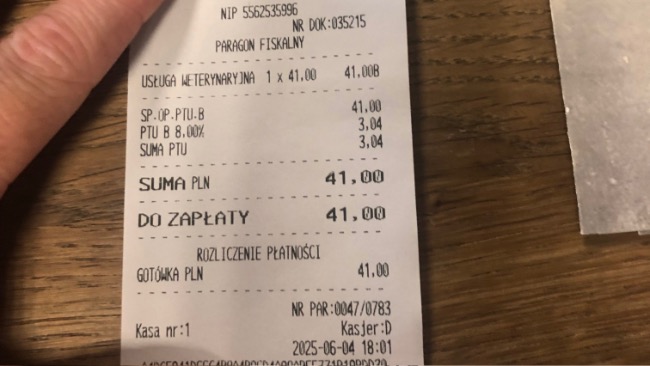 NIP 5562535996
NR DOK:035215
PARAGON FISKALNY
USŁUGA WETERYNARYJNA 1 x 41.00 41.00B
SP.OP.PTU.B 41,00
PTU B 8,00% 3,04
SUMA PTU 3,04
SUMA PLN 41,00
DO ZAPŁATY 41,00
ROZLICZENIE PŁATNOŚCI
GOTÓWKA PLN 41,00
NR PAR:0047/0783
Kasa nr:1 Kasjer:D
2025-06-04 18:01